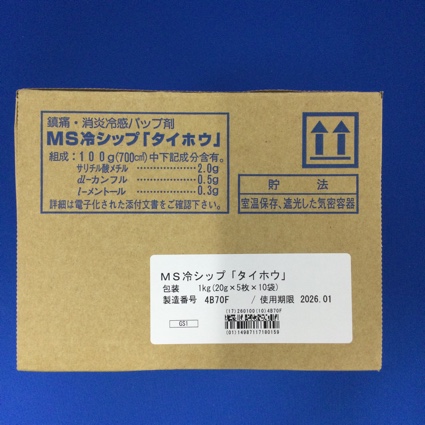 鎮痛・消炎冷感パップ剤
MS冷シップ「タイホウ」
組成：100g(700㎠)中下記成分含有。
サリチル酸メチル……………2.0g
dl-カンフル……………0.5g
l-メントール……………0.3g
詳細は電子化された添付文書をご確認下さい。
貯法
室温保存、遮光した気密容器
MS冷シップ「タイホウ」
包装 1kg(20g×5枚×10袋)
製造番号 4B70F / 使用期限 2026.01
(17)260100(10)4B70F
GS1
(01)14987117100159